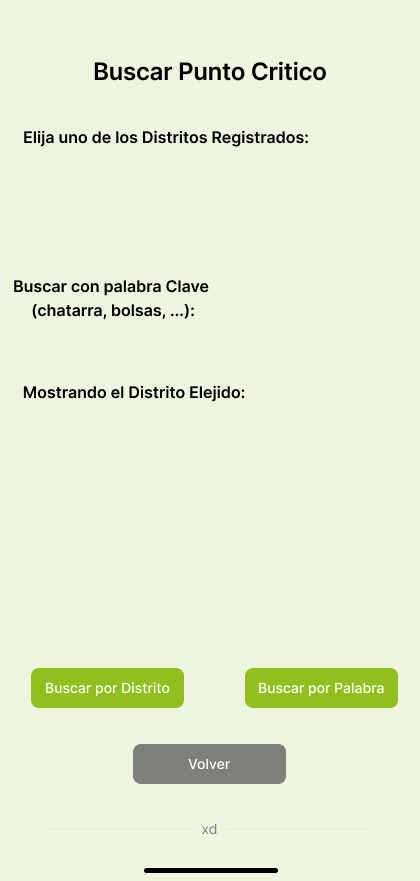 Buscar Punto Critico
Elija uno de los Distritos Registrados:
Buscar con palabra Clave
(chatarra, bolsas, ...):
Mostrando el Distrito Elejido:
Buscar por Distrito
Buscar por Palabra
Volver
xd